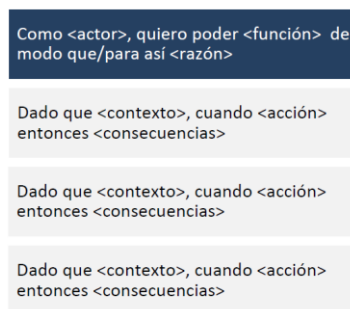 Como <actor>, quiero poder <función> de
modo que/para así <razón>
Dado que <contexto>, cuando <acción>
entonces <consecuencias>
Dado que <contexto>, cuando <acción>
entonces <consecuencias>
Dado que <contexto>, cuando <acción>
entonces <consecuencias>